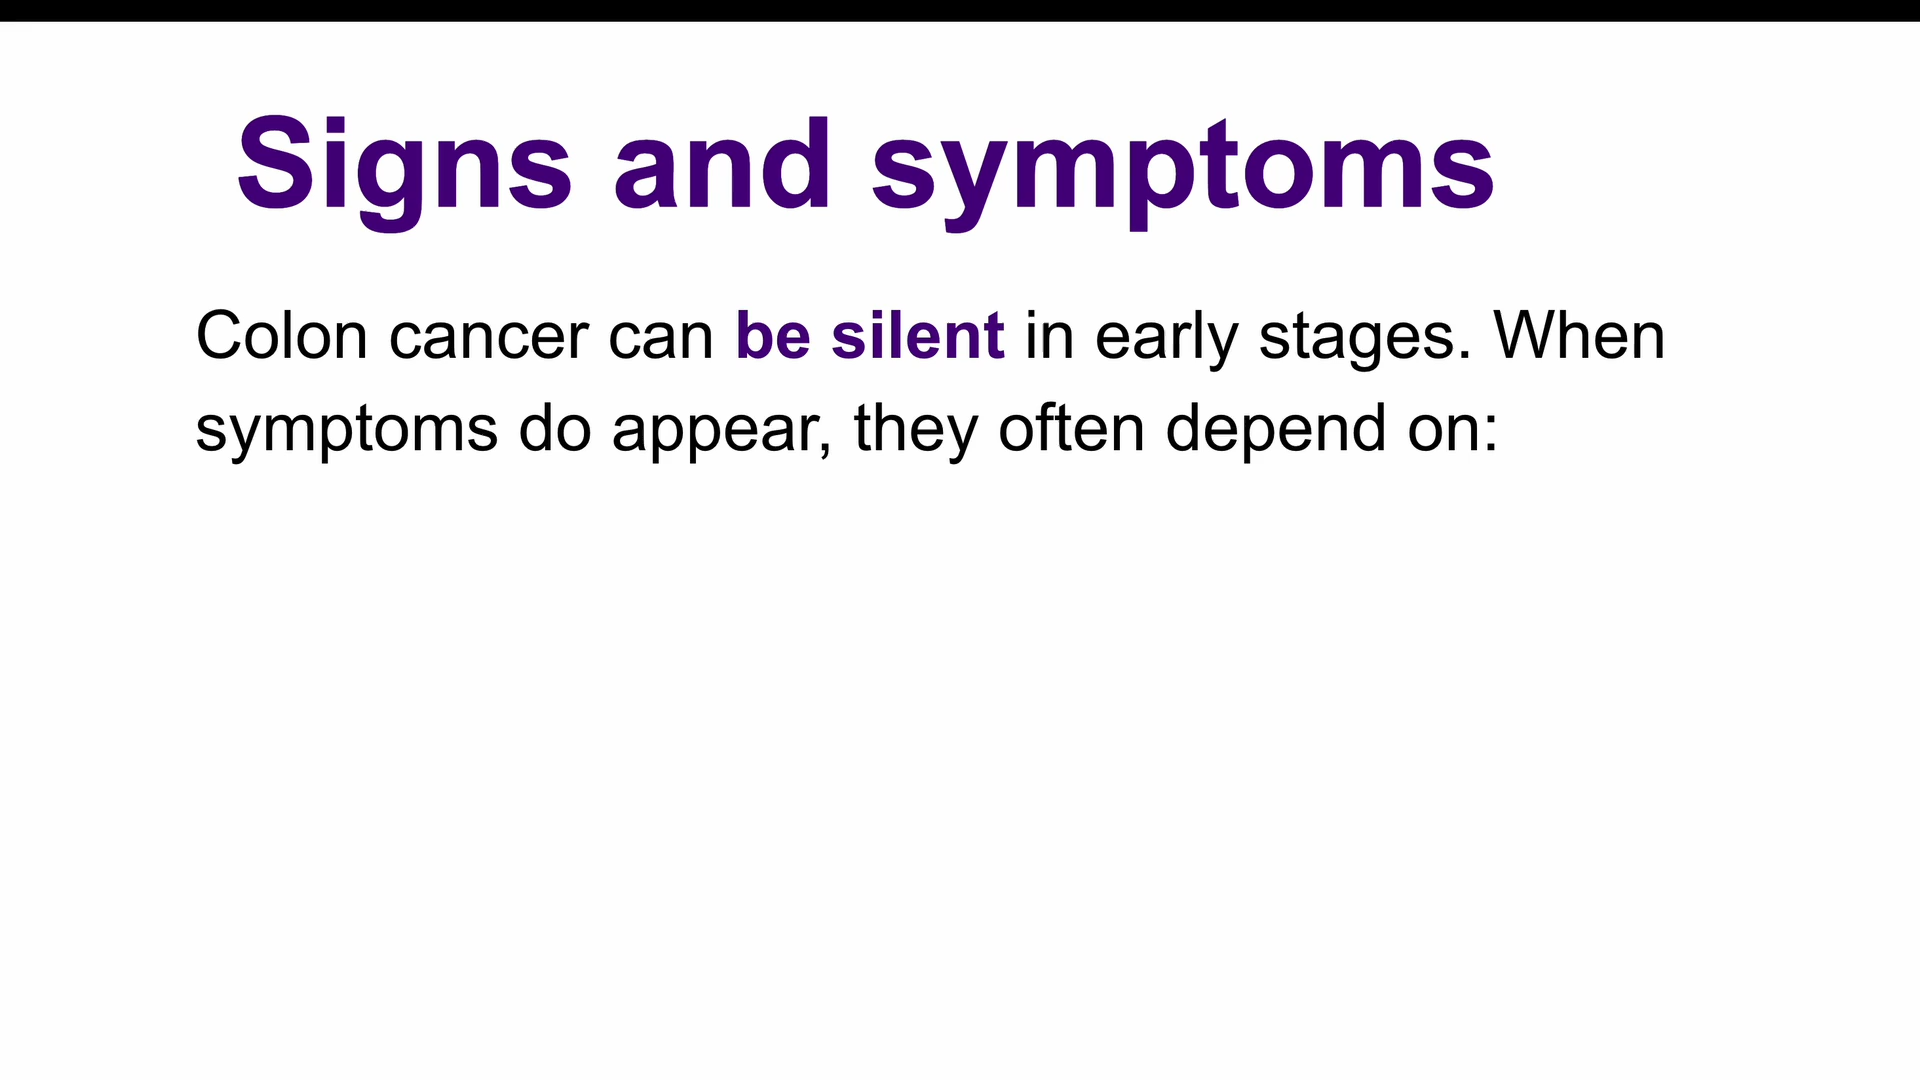 Signs and symptoms
Colon cancer can be silent in early stages. When
symptoms do appear, they often depend on: